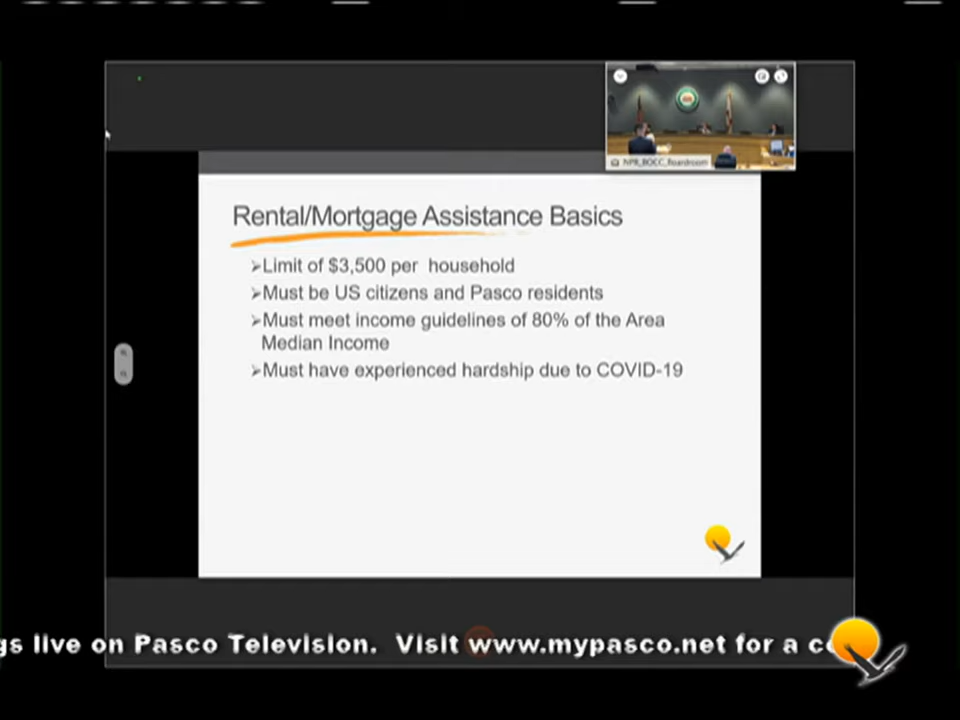 NPR_BOCC_Boardroom
Rental/Mortgage Assistance Basics
➢Limit of $3,500 per household
➢Must be US citizens and Pasco residents
➢Must meet income guidelines of 80% of the Area
Median Income
➢Must have experienced hardship due to COVID-19
gs live on Pasco Television. Visit www.mypasco.net for a co